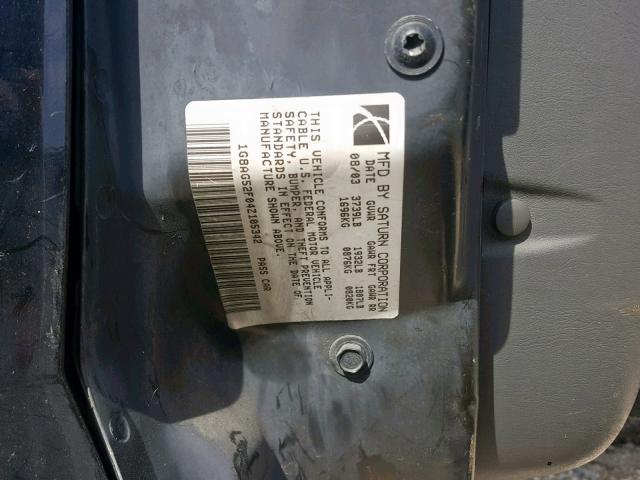 MFD BY SATURN CORPORATION
DATE GVWR GAWR FRT GAWR RR
08/03 3739LB 1932LB 1807LB
1696KG 0876KG 0820KG
THIS VEHICLE CONFORMS TO ALL APPLI-
CABLE U.S. FEDERAL MOTOR VEHICLE
SAFETY, BUMPER, AND THEFT PREVENTION
STANDARDS IN EFFECT ON THE DATE OF
MANUFACTURE SHOWN ABOVE.
1G8AG52F04Z105342 PASS CAR